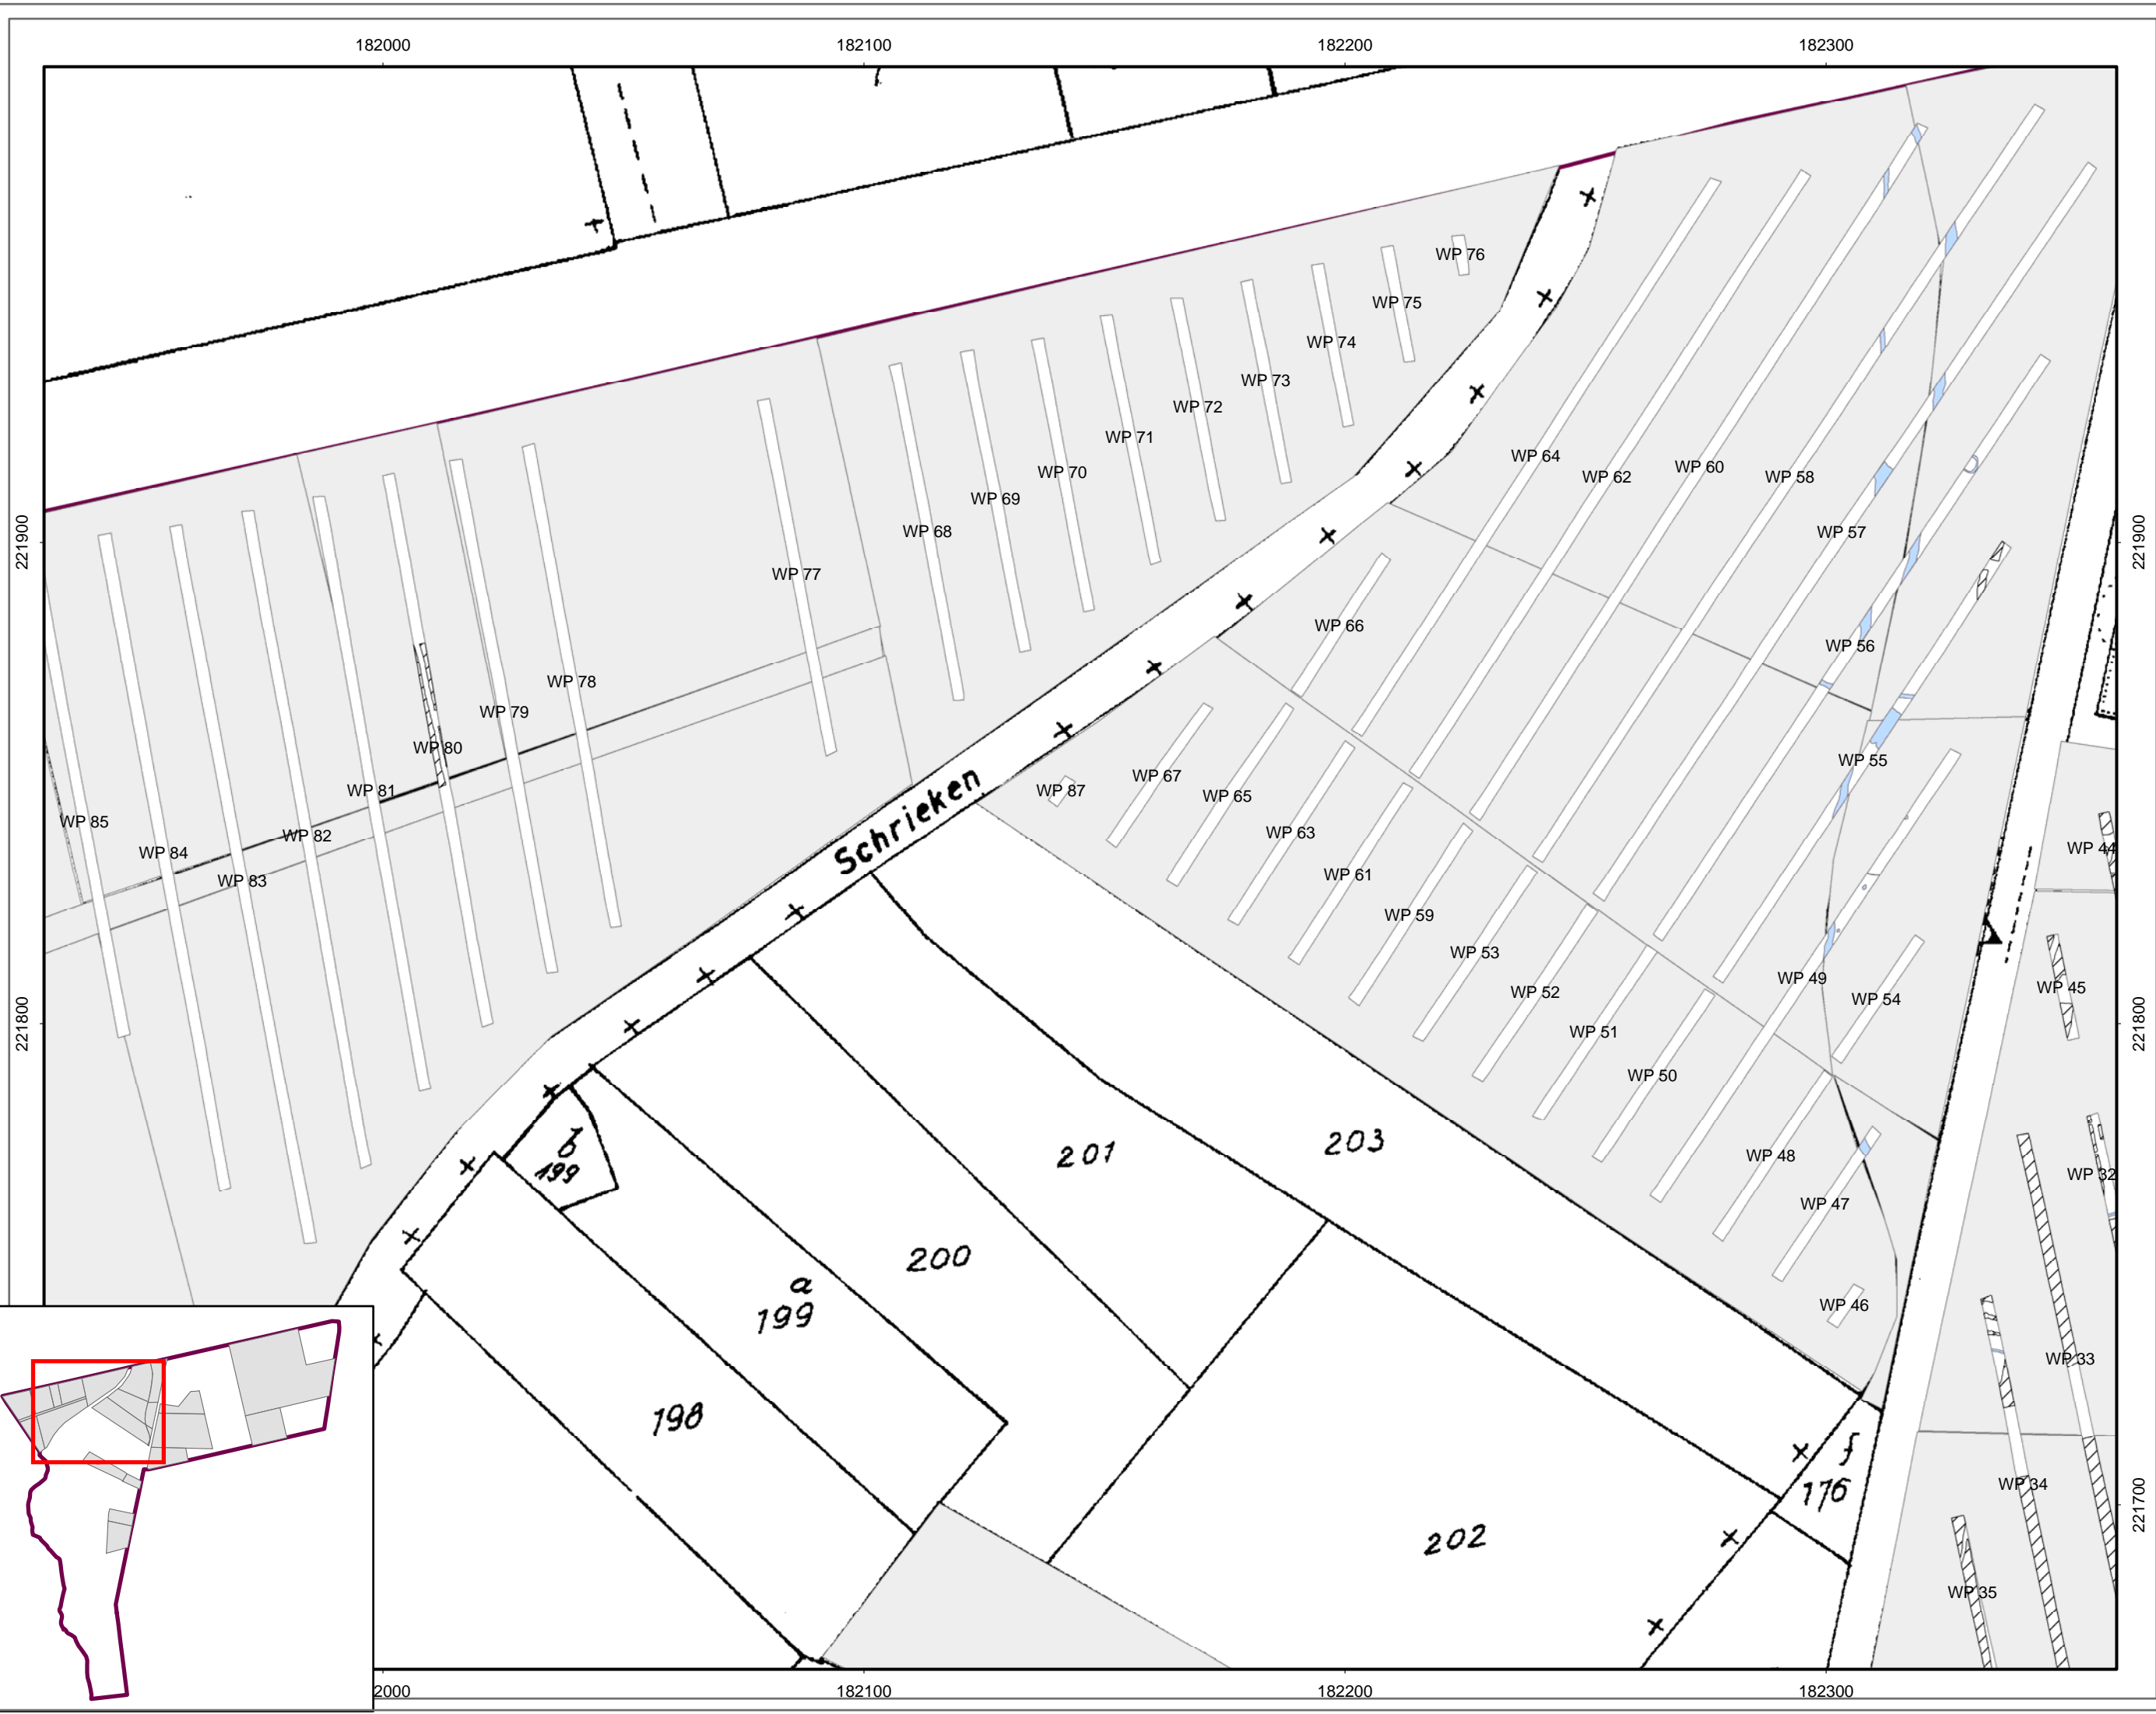 182000 182100 182200 182300
WP 76
WP 75
WP 74
WP 73
WP 72
WP 71
WP 70
WP 69
WP 68
WP 77
WP 64
WP 62
WP 60
WP 58
WP 57
221900
221900
WP 66
WP 56
WP 78
WP 79
WP 80
WP 81
WP 55
WP 67
WP 87
WP 65
WP 85
WP 82
WP 63
WP 84
WP 83
Schrieken
WP 61
WP 44
WP 59
WP 53
WP 49
WP 45
WP 52
WP 54
221800
221800
WP 51
WP 50
b
199
201
203
WP 48
WP 32
WP 47
200
a
199
WP 46
WP 33
198
f
176
WP 34
221700
202
WP 35
2000 182100 182200 182300